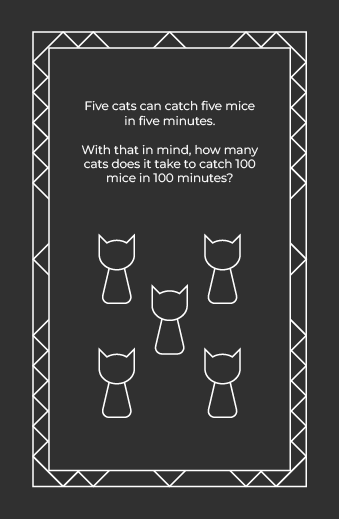 Five cats can catch five mice
in five minutes.
With that in mind, how many
cats does it take to catch 100
mice in 100 minutes?